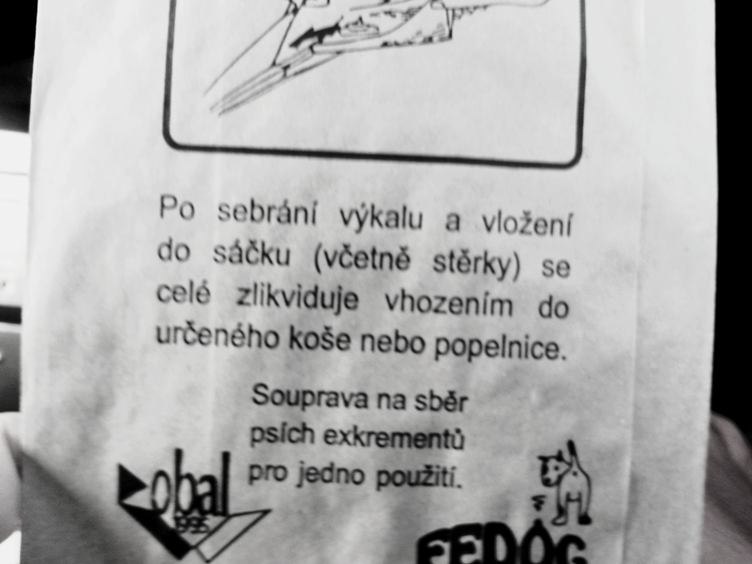 Po sebrání výkalu a vložení
do sáčku (včetně stěrky) se
celé zlikviduje vhozením do
určeného koše nebo popelnice.
Souprava na sběr
psích exkrementů
pro jedno použití.
obal
1995
FEDOG